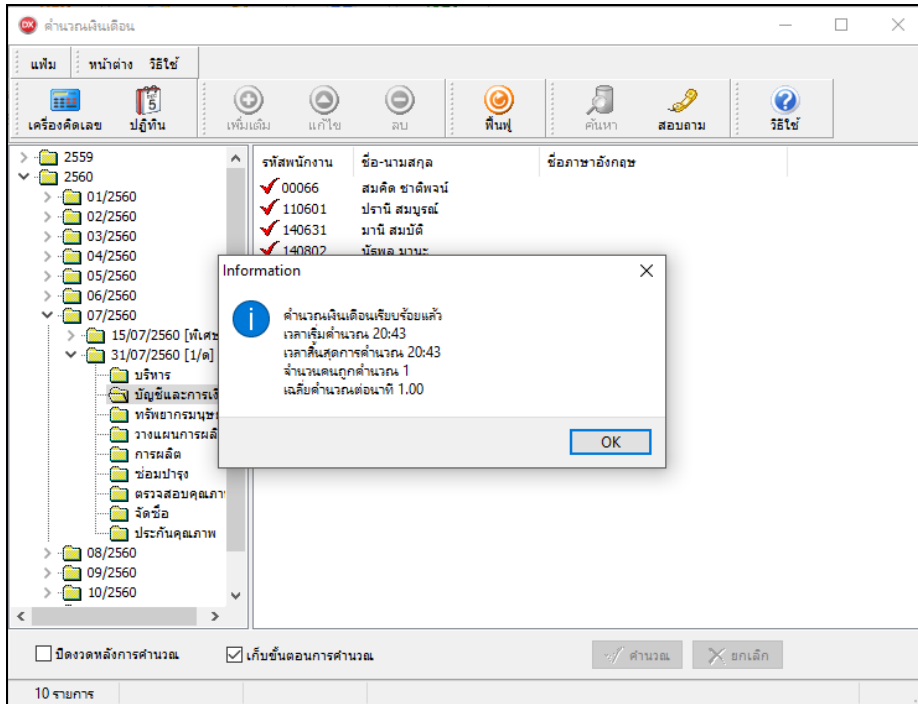 คำนวณเงินเดือน
แฟ้ม หน้าต่าง วิธีใช้
เครื่องคิดเลข ปฏิทิน เพิ่มเติม แก้ไข ลบ ฟื้นฟู ค้นหา สอบถาม วิธีใช้
2559
2560
01/2560
02/2560
03/2560
04/2560
05/2560
06/2560
07/2560
15/07/2560 [พิเศษ
31/07/2560 [1/ด]
บริหาร
บัญชีและการเงิ
ทรัพยากรมนุษ
วางแผนการผลิ
การผลิต
ซ่อมบำรุง
ตรวจสอบคุณภา
จัดซื้อ
ประกันคุณภาพ
08/2560
09/2560
10/2560
รหัสพนักงาน ชื่อ-นามสกุล ชื่อภาษาอังกฤษ
00066 สมคิด ชาติพจน์
110601 ปรานี สมบูรณ์
140631 มานี สมบัติ
140802 นัธพล มานะ
Information
คำนวณเงินเดือนเรียบร้อยแล้ว
เวลาเริ่มคำนวณ 20:43
เวลาสิ้นสุดการคำนวณ 20:43
จำนวนคนถูกคำนวณ 1
เฉลี่ยคำนวณต่อนาที 1.00
OK
ปิดงวดหลังการคำนวณ เก็บขั้นตอนการคำนวณ คำนวณ ยกเลิก
10 รายการ